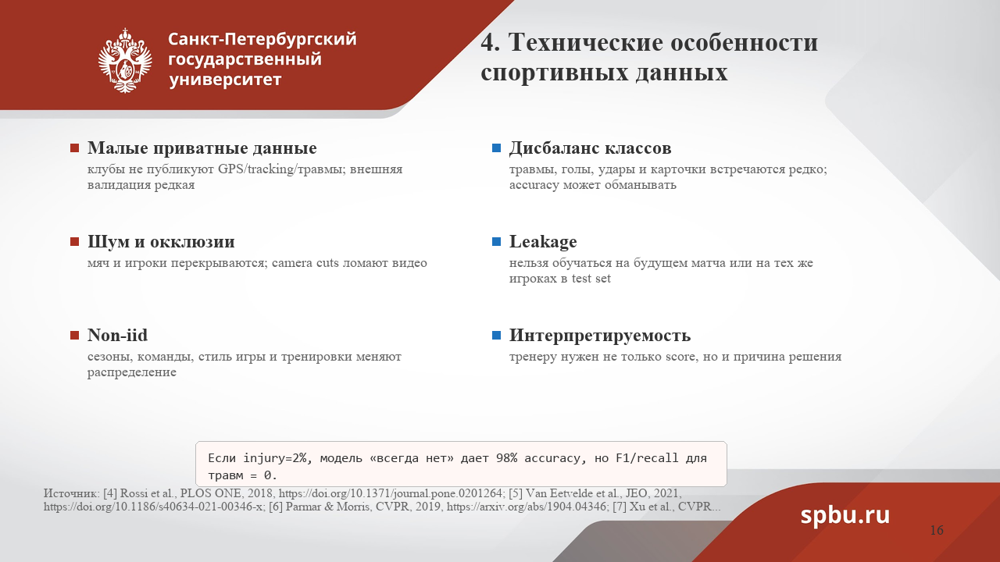 Санкт-Петербургский
государственный
университет
4. Технические особенности
спортивных данных
Малые приватные данные
клубы не публикуют GPS/tracking/травмы; внешняя
валидация редкая
Шум и окклюзии
мяч и игроки перекрываются; camera cuts ломают видео
Non-iid
сезоны, команды, стиль игры и тренировки меняют
распределение
Дисбаланс классов
травмы, голы, удары и карточки встречаются редко;
accuracy может обманывать
Leakage
нельзя обучаться на будущем матча или на тех же
игроках в test set
Интерпретируемость
тренеру нужен не только score, но и причина решения
Если injury=2%, модель «всегда нет» дает 98% accuracy, но F1/recall для
травм = 0.
Источник: [4] Rossi et al., PLOS ONE, 2018, https://doi.org/10.1371/journal.pone.0201264; [5] Van Eetvelde et al., JEO, 2021,
https://doi.org/10.1186/s40634-021-00346-x; [6] Parmar & Morris, CVPR, 2019, https://arxiv.org/abs/1904.04346; [7] Xu et al., CVPR...
spbu.ru
16